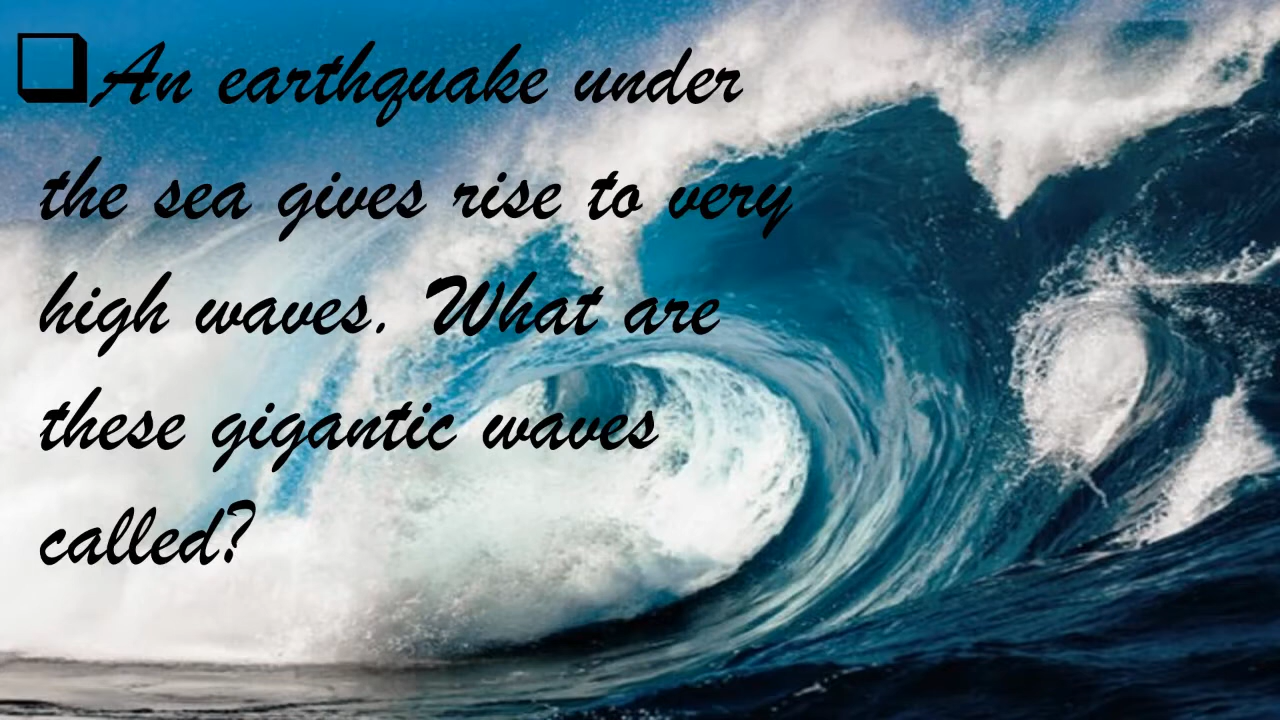 ❑An earthquake under
the sea gives rise to very
high waves. What are
these gigantic waves
called?